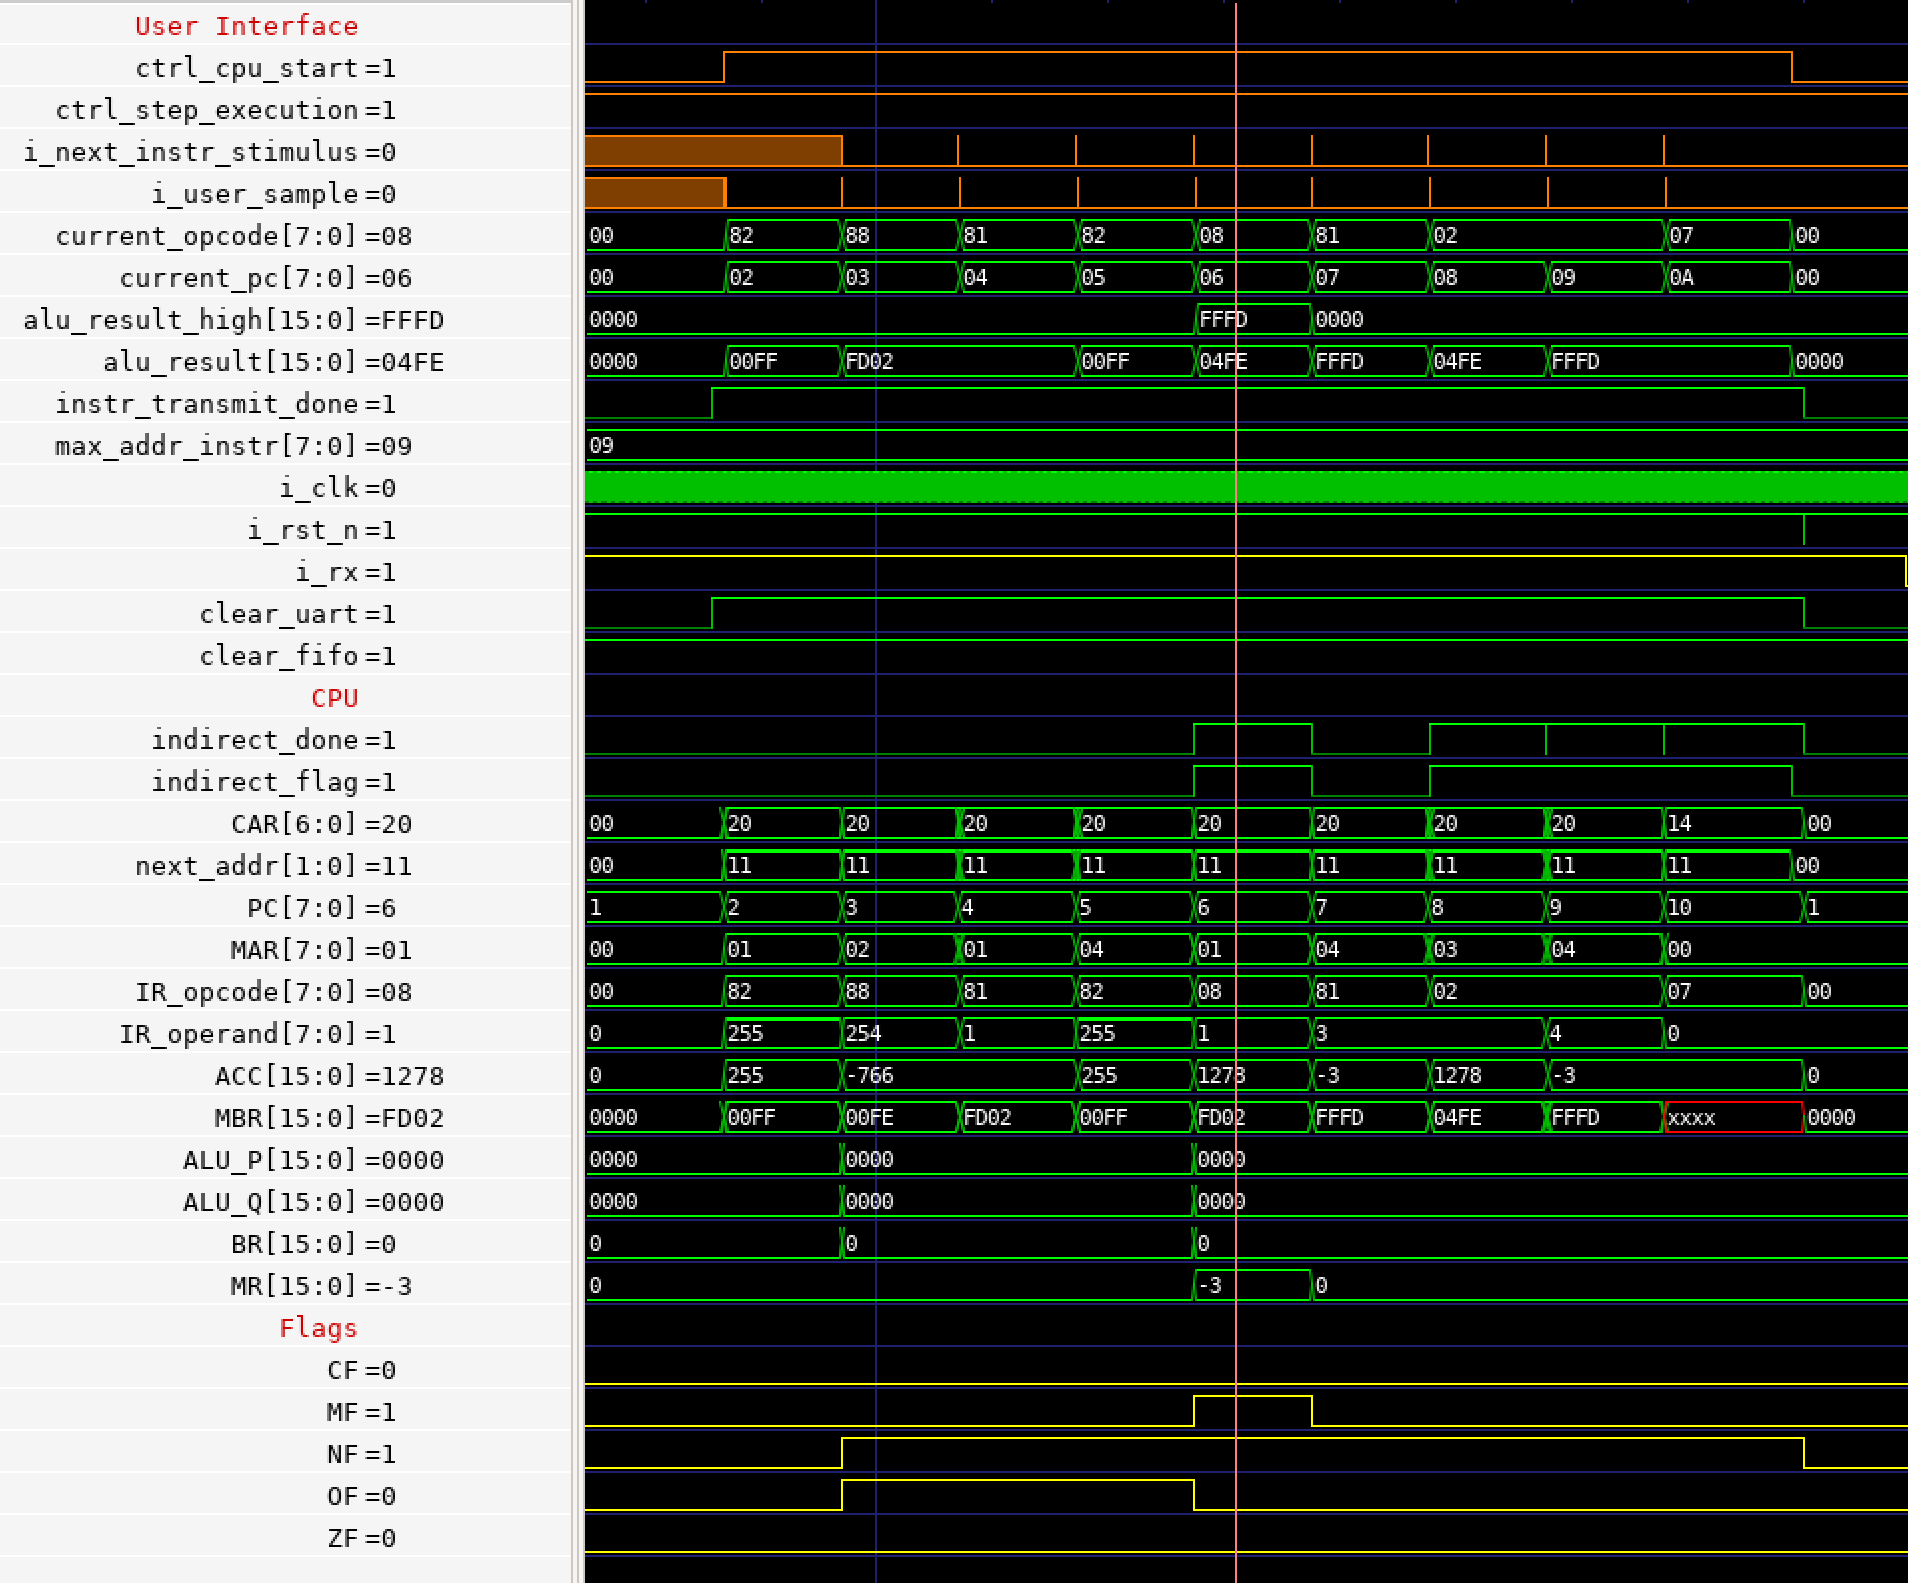 User Interface
ctrl_cpu_start =1
ctrl_step_execution =1
i_next_instr_stimulus =0
i_user_sample =0
current_opcode[7:0] =08 00 82 88 81 82 08 81 02 07 00
current_pc[7:0] =06 00 02 03 04 05 06 07 08 09 0A 00
alu_result_high[15:0] =FFFD 0000 FFFD 0000
alu_result[15:0] =04FE 0000 00FF FD02 00FF 04FE FFFD 04FE FFFD 0000
instr_transmit_done =1
max_addr_instr[7:0] =09 09
i_clk =0
i_rst_n =1
i_rx =1
clear_uart =1
clear_fifo =1
CPU
indirect_done =1
indirect_flag =1
CAR[6:0] =20 00 20 20 20 20 20 20 20 20 14 00
next_addr[1:0] =11 00 11 11 11 11 11 11 11 11 11 00
PC[7:0] =6 1 2 3 4 5 6 7 8 9 10 1
MAR[7:0] =01 00 01 02 01 04 01 04 03 04 00
IR_opcode[7:0] =08 00 82 88 81 82 08 81 02 07 00
IR_operand[7:0] =1 0 255 254 1 255 1 3 4 0
ACC[15:0] =1278 0 255 -766 255 1278 -3 1278 -3 0
MBR[15:0] =FD02 0000 00FF 00FE FD02 00FF FD02 FFFD 04FE FFFD xxxx 0000
ALU_P[15:0] =0000 0000 0000 0000
ALU_Q[15:0] =0000 0000 0000 0000
BR[15:0] =0 0 0 0
MR[15:0] =-3 0 -3 0
Flags
CF =0
MF =1
NF =1
OF =0
ZF =0